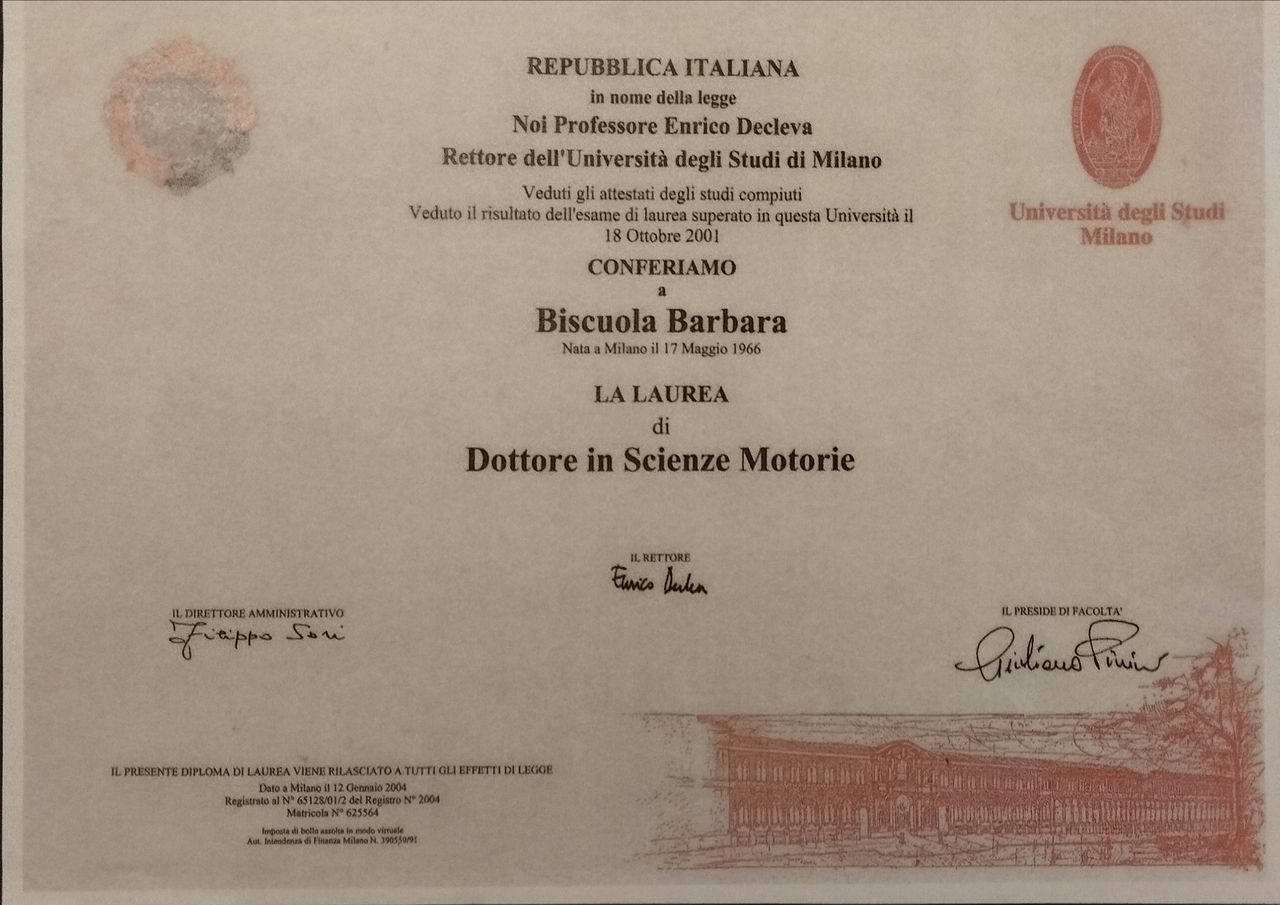 REPUBBLICA ITALIANA
in nome della legge
Noi Professore Enrico Decleva
Rettore dell'Università degli Studi di Milano
Veduti gli attestati degli studi compiuti
Veduto il risultato dell'esame di laurea superato in questa Università il
18 Ottobre 2001
Università degli Studi
Milano
CONFERIAMO
a
Biscuola Barbara
Nata a Milano il 17 Maggio 1966
LA LAUREA
di
Dottore in Scienze Motorie
IL RETTORE
Enrico Decleva
IL DIRETTORE AMMINISTRATIVO
Filippo Sori
IL PRESIDE DI FACOLTA'
Giuliano
IL PRESENTE DIPLOMA DI LAUREA VIENE RILASCIATO A TUTTI GLI EFFETTI DI LEGGE
Dato a Milano il 12 Gennaio 2004
Registrato al N° 65128/01/2 del Registro N° 2004
Matricola N° 625564
Imposta di bollo assolta in modo virtuale
Aut. Intendenza di Finanza Milano N. 390559/91